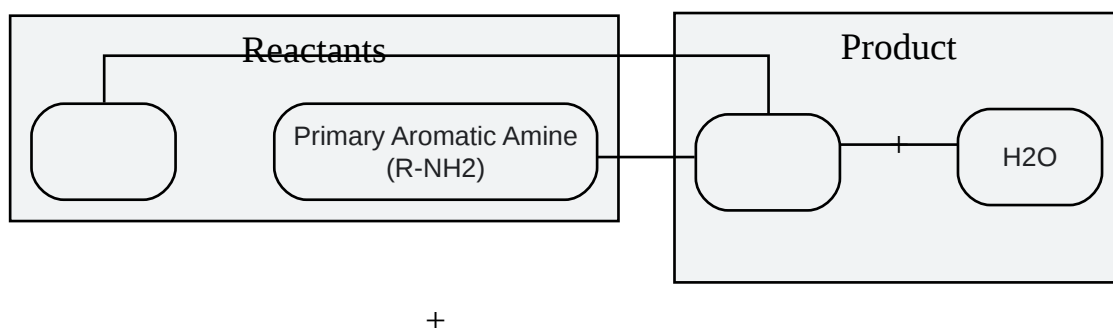 Reactants
Product
Primary Aromatic Amine
(R-NH2)
+
H2O
+